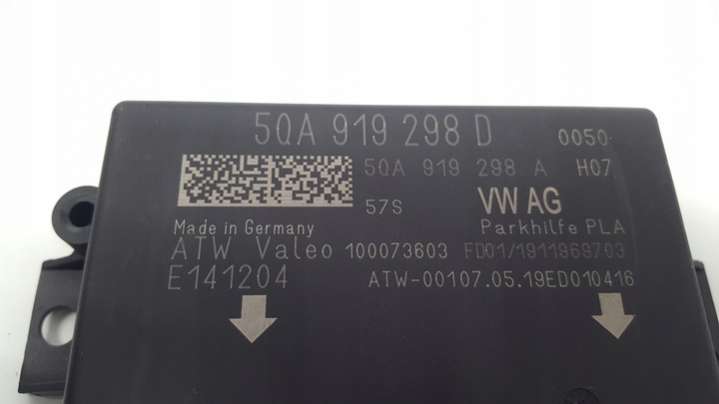 5QA 919 298 D 0050
5QA 919 298 A H07
57S VW AG
Made in Germany Parkhilfe PLA
ATW Valeo 100073603 FD01/1911969703
E141204 ATW-00107.05.19ED010416